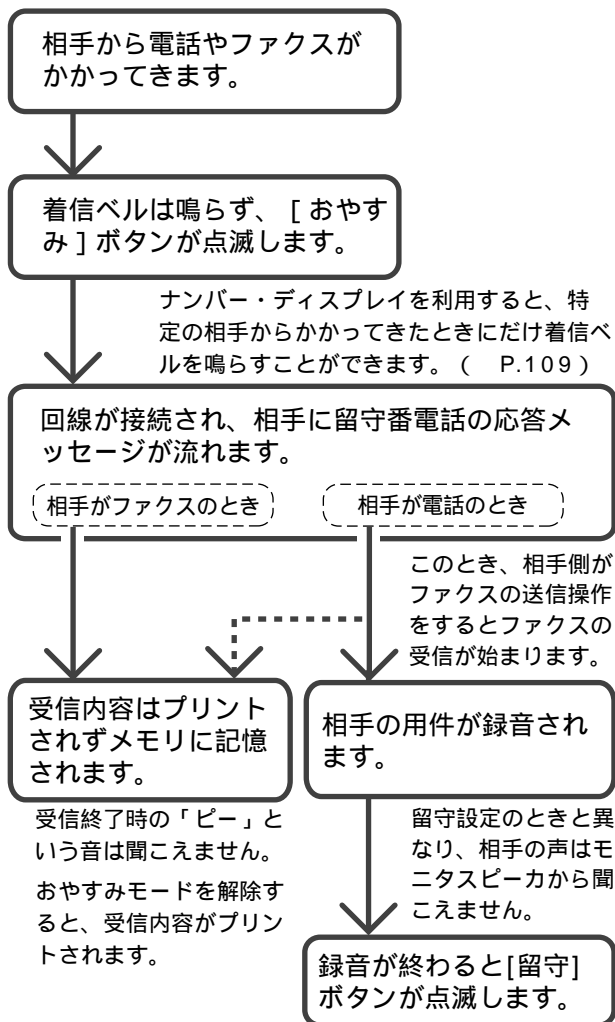 相手から電話やファクスが
かかってきます。
着信ベルは鳴らず、［おやす
み］ボタンが点滅します。
ナンバー・ディスプレイを利用すると、特
定の相手からかかってきたときにだけ着信ベ
ルを鳴らすことができます。（　P.109）
回線が接続され、相手に留守番電話の応答メ
ッセージが流れます。
相手がファクスのとき
相手が電話のとき
このとき、相手側が
ファクスの送信操作
をするとファクスの
受信が始まります。
受信内容はプリント
されずメモリに記憶
されます。
受信終了時の「ピー」と
いう音は聞こえません。
おやすみモードを解除す
ると、受信内容がプリン
トされます。
相手の用件が録音され
ます。
留守設定のときと異
なり、相手の声はモ
ニタスピーカから聞
こえません。
録音が終わると[留守]
ボタンが点滅します。